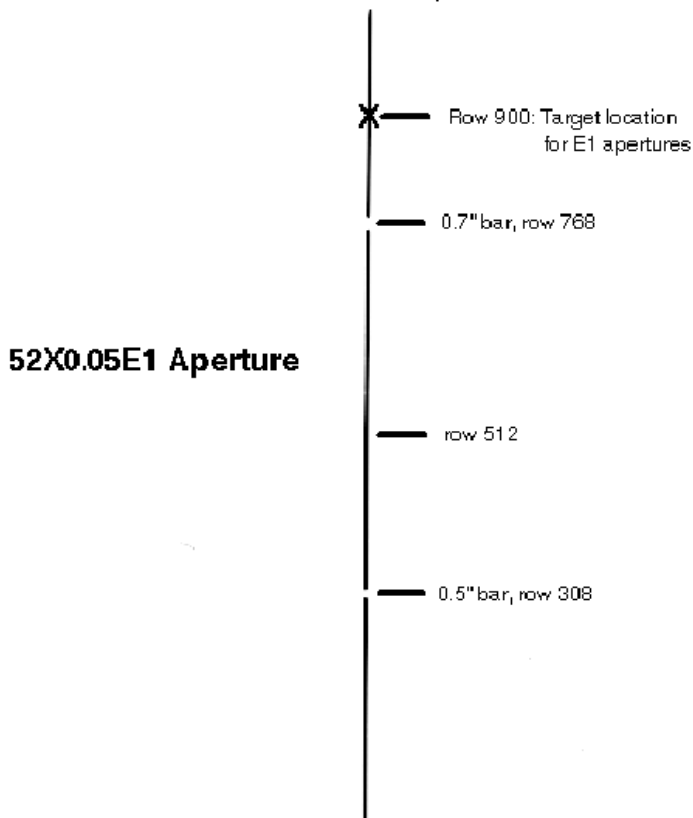 Row 900: Target location
for E1 apertures
0.7" bar, row 768
52X0.05E1 Aperture
row 512
0.5" bar, row 308